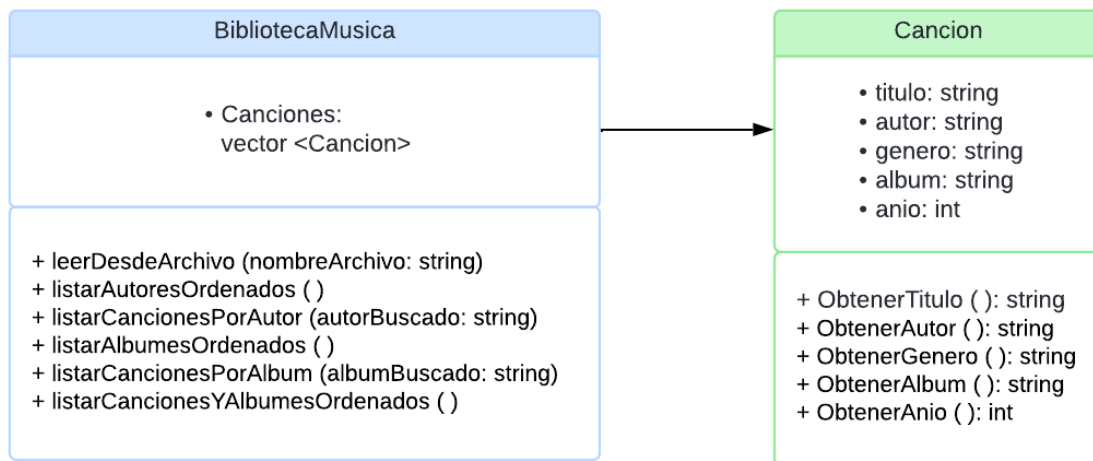 BibliotecaMusica
• Canciones:
vector <Cancion>
+ leerDesdeArchivo (nombreArchivo: string)
+ listarAutoresOrdenados ( )
+ listarCancionesPorAutor (autorBuscado: string)
+ listarAlbumesOrdenados ( )
+ listarCancionesPorAlbum (albumBuscado: string)
+ listarCancionesYAlbumesOrdenados ( )
Cancion
• titulo: string
• autor: string
• genero: string
• album: string
• anio: int
+ ObtenerTitulo ( ): string
+ ObtenerAutor ( ): string
+ ObtenerGenero ( ): string
+ ObtenerAlbum ( ): string
+ ObtenerAnio ( ): int